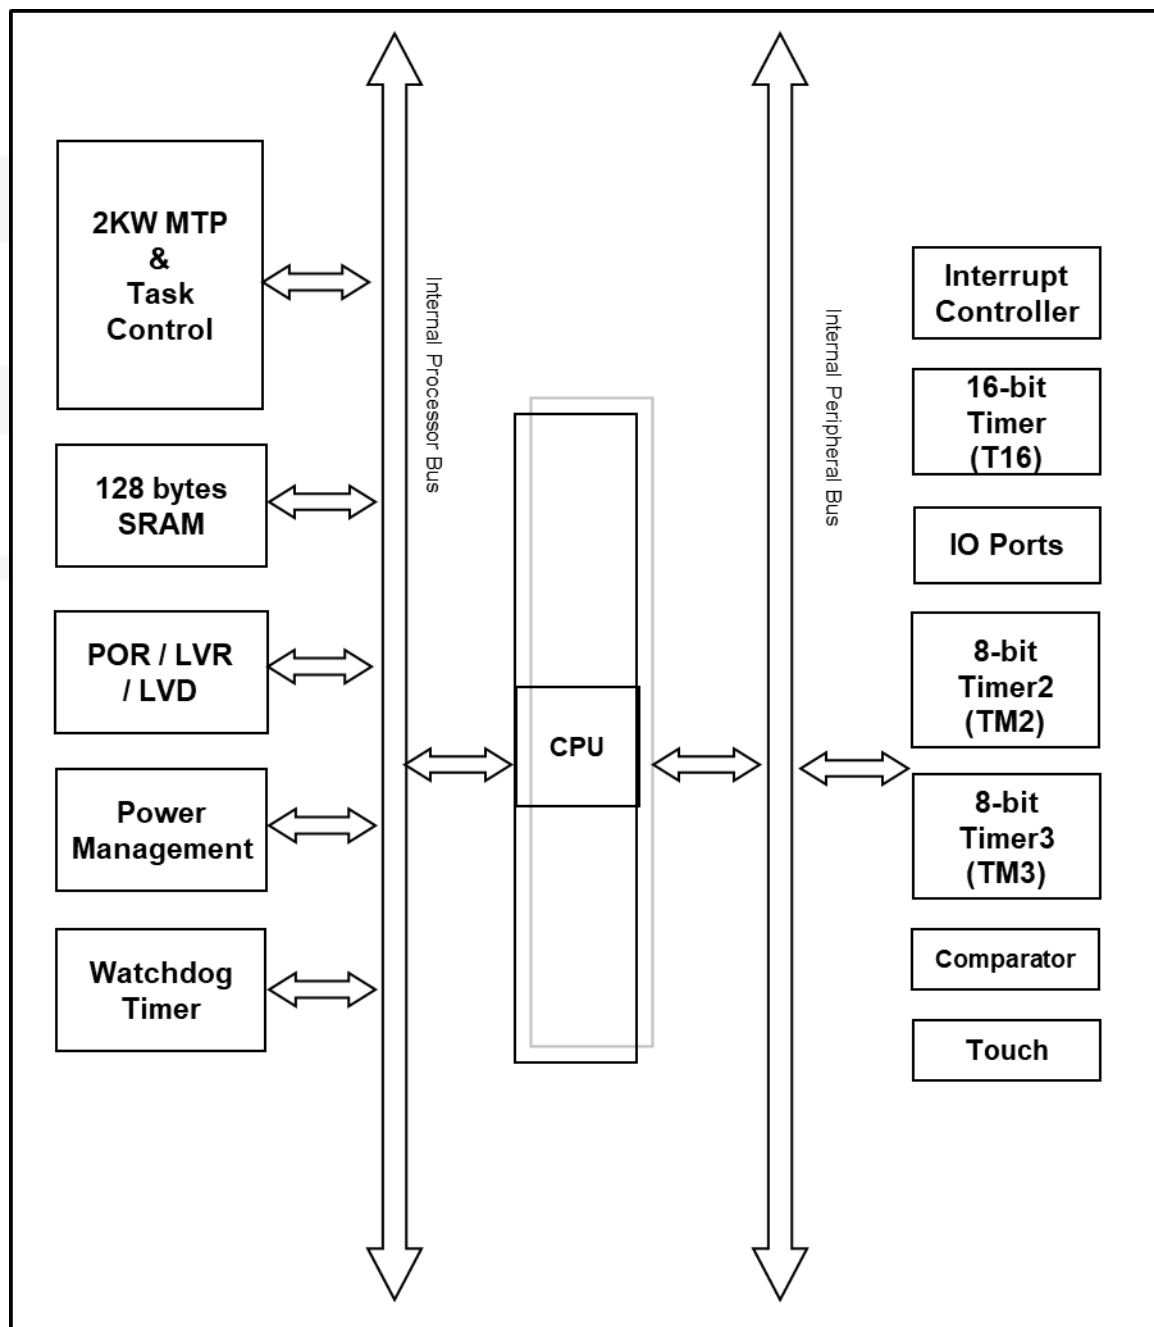 2KW MTP
&
Task
Control
128 bytes
SRAM
POR / LVR
/ LVD
Power
Management
Watchdog
Timer
Internal Processor Bus
CPU
Internal Peripheral Bus
Interrupt
Controller
16-bit
Timer
(T16)
IO Ports
8-bit
Timer2
(TM2)
8-bit
Timer3
(TM3)
Comparator
Touch